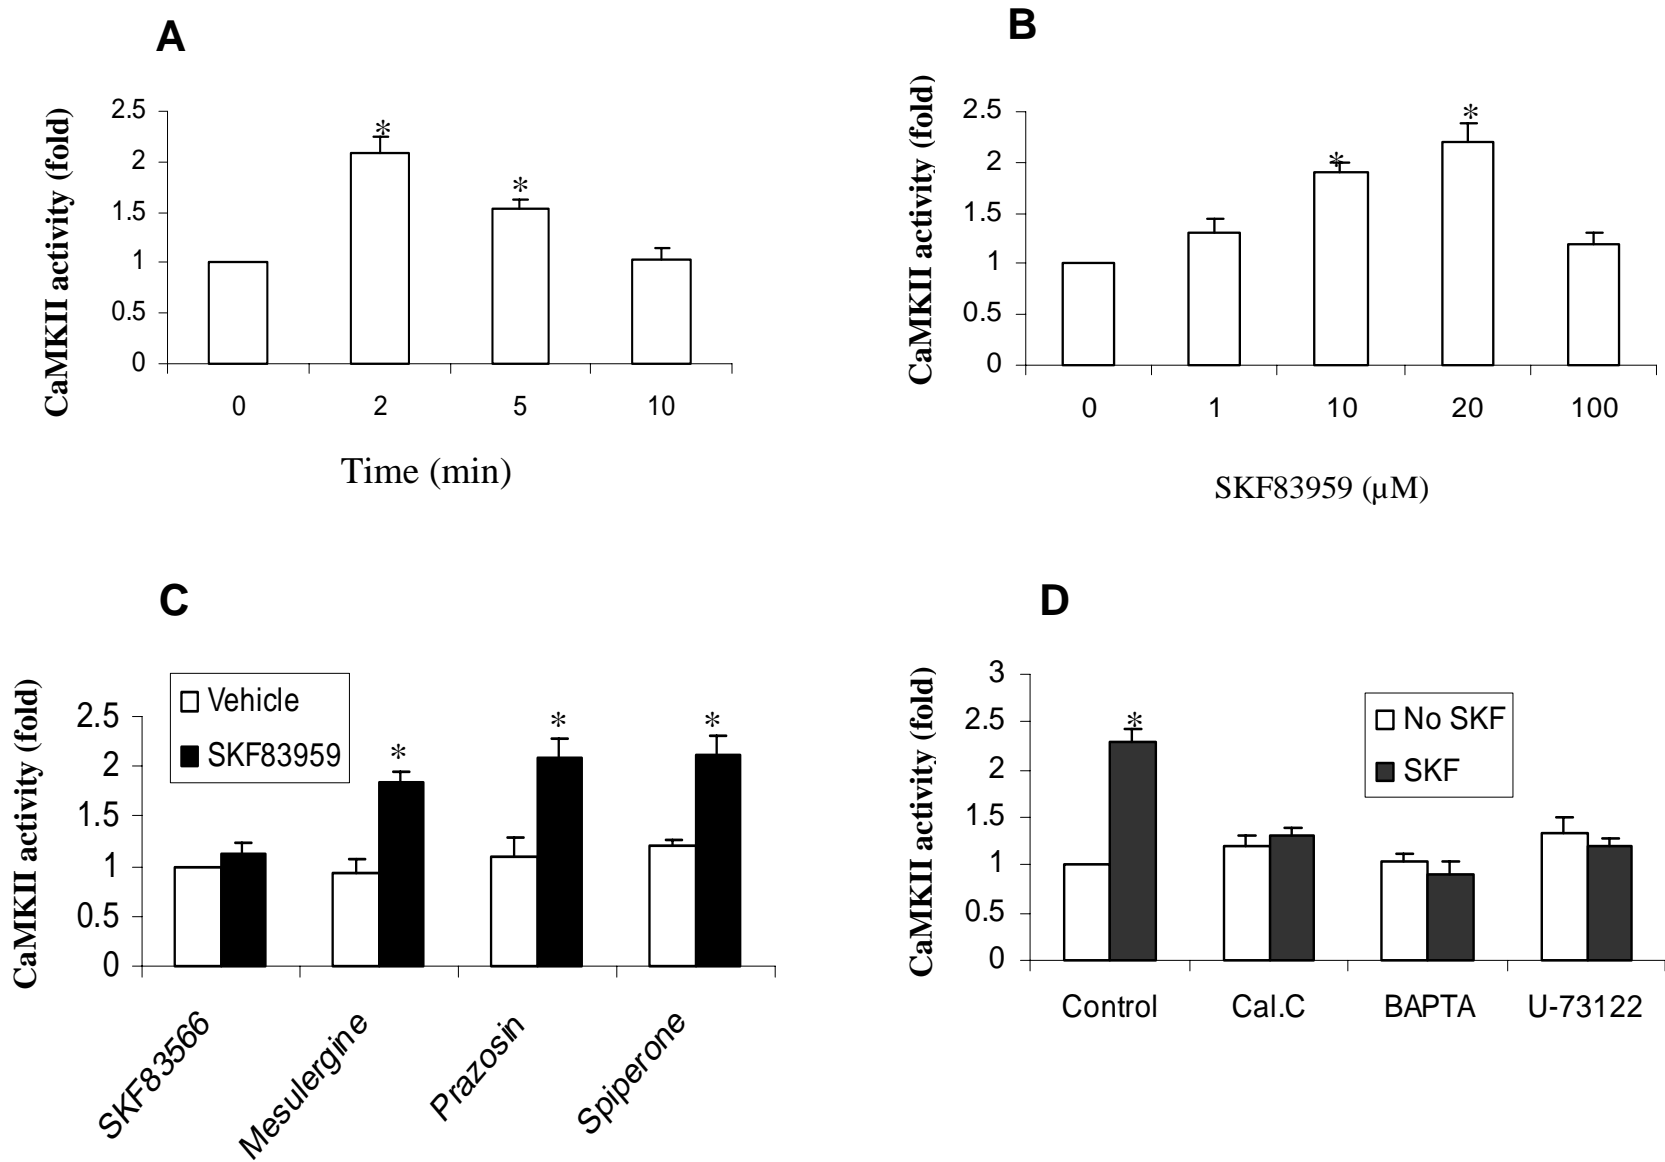 A
CaMKII activity (fold)
2.5
2
1.5
1
0.5
0
*
*
0 2 5 10
Time (min)
B
CaMKII activity (fold)
2.5
2
1.5
1
0.5
0
*
*
0 1 10 20 100
SKF83959 (µM)
C
CaMKII activity (fold)
Vehicle
SKF83959
2.5
2
1.5
1
0.5
0
*
*
*
SKF83566
Mesulergine
Prazosin
Spiperone
D
CaMKII activity (fold)
3
2.5
2
1.5
1
0.5
0
*
No SKF
SKF
Control Cal.C BAPTA U-73122